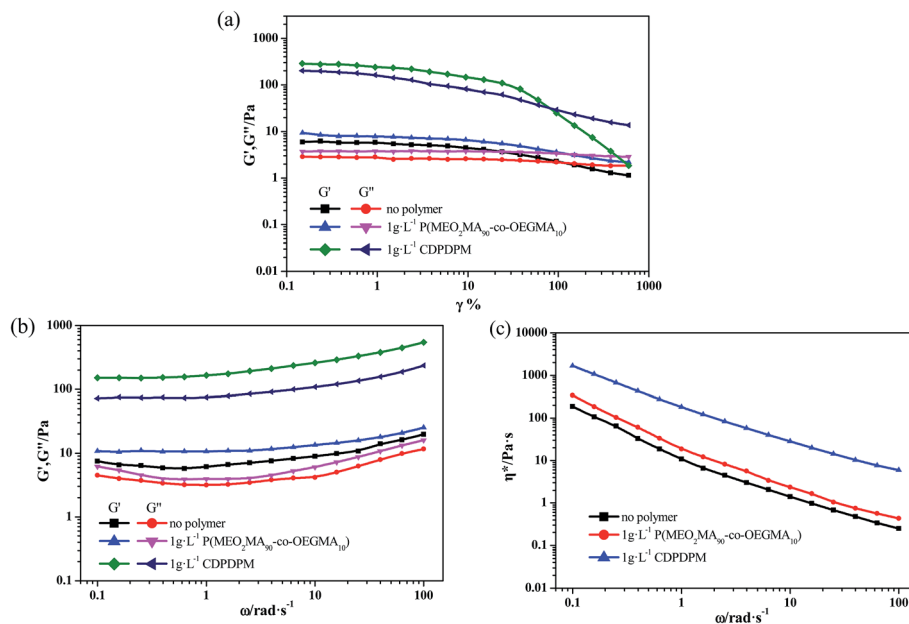 (a)
1000
100
10
1
0.1
0.01
G',G''/Pa
G' G''
no polymer
1g·L⁻¹ P(MEO₂MA₉₀-co-OEGMA₁₀)
1g·L⁻¹ CDPDPM
0.1 1 10 100 1000
γ %
(b)
1000
100
10
1
0.1
G',G''/Pa
G' G''
no polymer
1g·L⁻¹ P(MEO₂MA₉₀-co-OEGMA₁₀)
1g·L⁻¹ CDPDPM
0.1 1 10 100
ω/rad·s⁻¹
(c)
10000
1000
100
10
1
0.1
0.01
η*/Pa·s
no polymer
1g·L⁻¹ P(MEO₂MA₉₀-co-OEGMA₁₀)
1g·L⁻¹ CDPDPM
0.1 1 10 100
ω/rad·s⁻¹